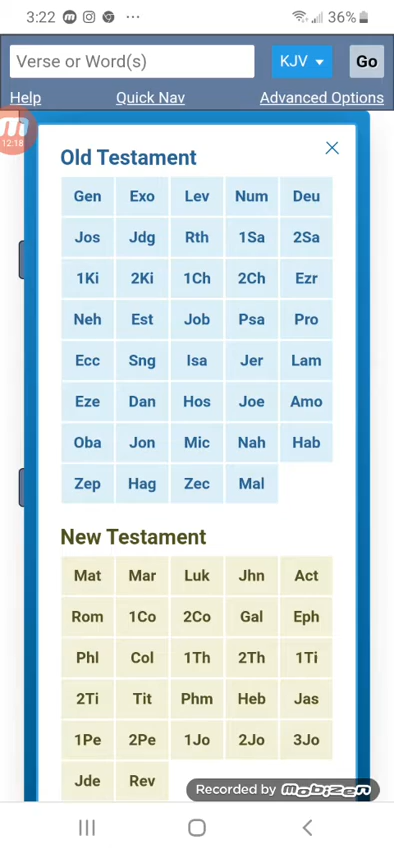 3:22 36%
Verse or Word(s) KJV Go
Help Quick Nav Advanced Options
12:18
Old Testament
Gen Exo Lev Num Deu
Jos Jdg Rth 1Sa 2Sa
1Ki 2Ki 1Ch 2Ch Ezr
Neh Est Job Psa Pro
Ecc Sng Isa Jer Lam
Eze Dan Hos Joe Amo
Oba Jon Mic Nah Hab
Zep Hag Zec Mal
New Testament
Mat Mar Luk Jhn Act
Rom 1Co 2Co Gal Eph
Phl Col 1Th 2Th 1Ti
2Ti Tit Phm Heb Jas
1Pe 2Pe 1Jo 2Jo 3Jo
Jde Rev
Recorded by mobizen